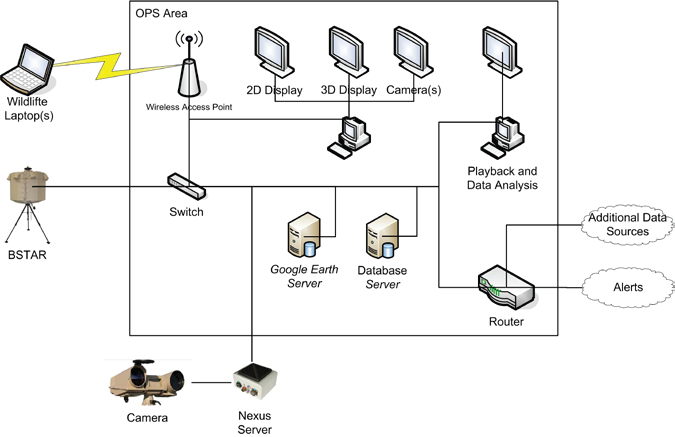 OPS Area
Wildlifte
Laptop(s)
Wireless Access Point
2D Display
3D Display
Camera(s)
Playback and
Data Analysis
BSTAR
Switch
Google Earth
Server
Database
Server
Additional Data
Sources
Alerts
Router
Camera
Nexus
Server